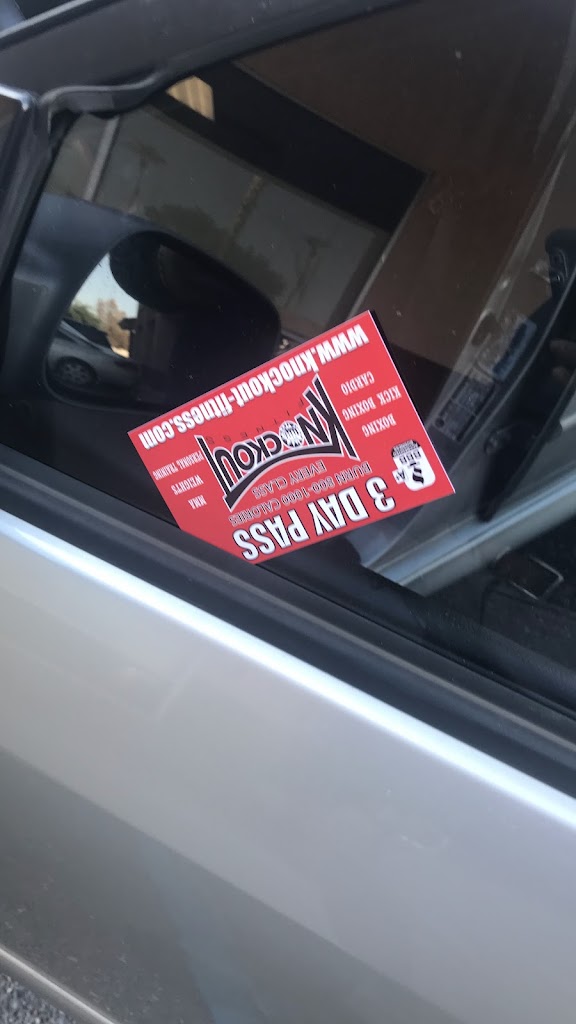 3 DAY PASS
BURN 800-1000 CALORIES
EVERY CLASS
KNOCKOUT
FITNESS
BOXING
KICK BOXING
CARDIO
MMA
WEIGHTS
PERSONAL TRAINING
www.knockout-fitness.com